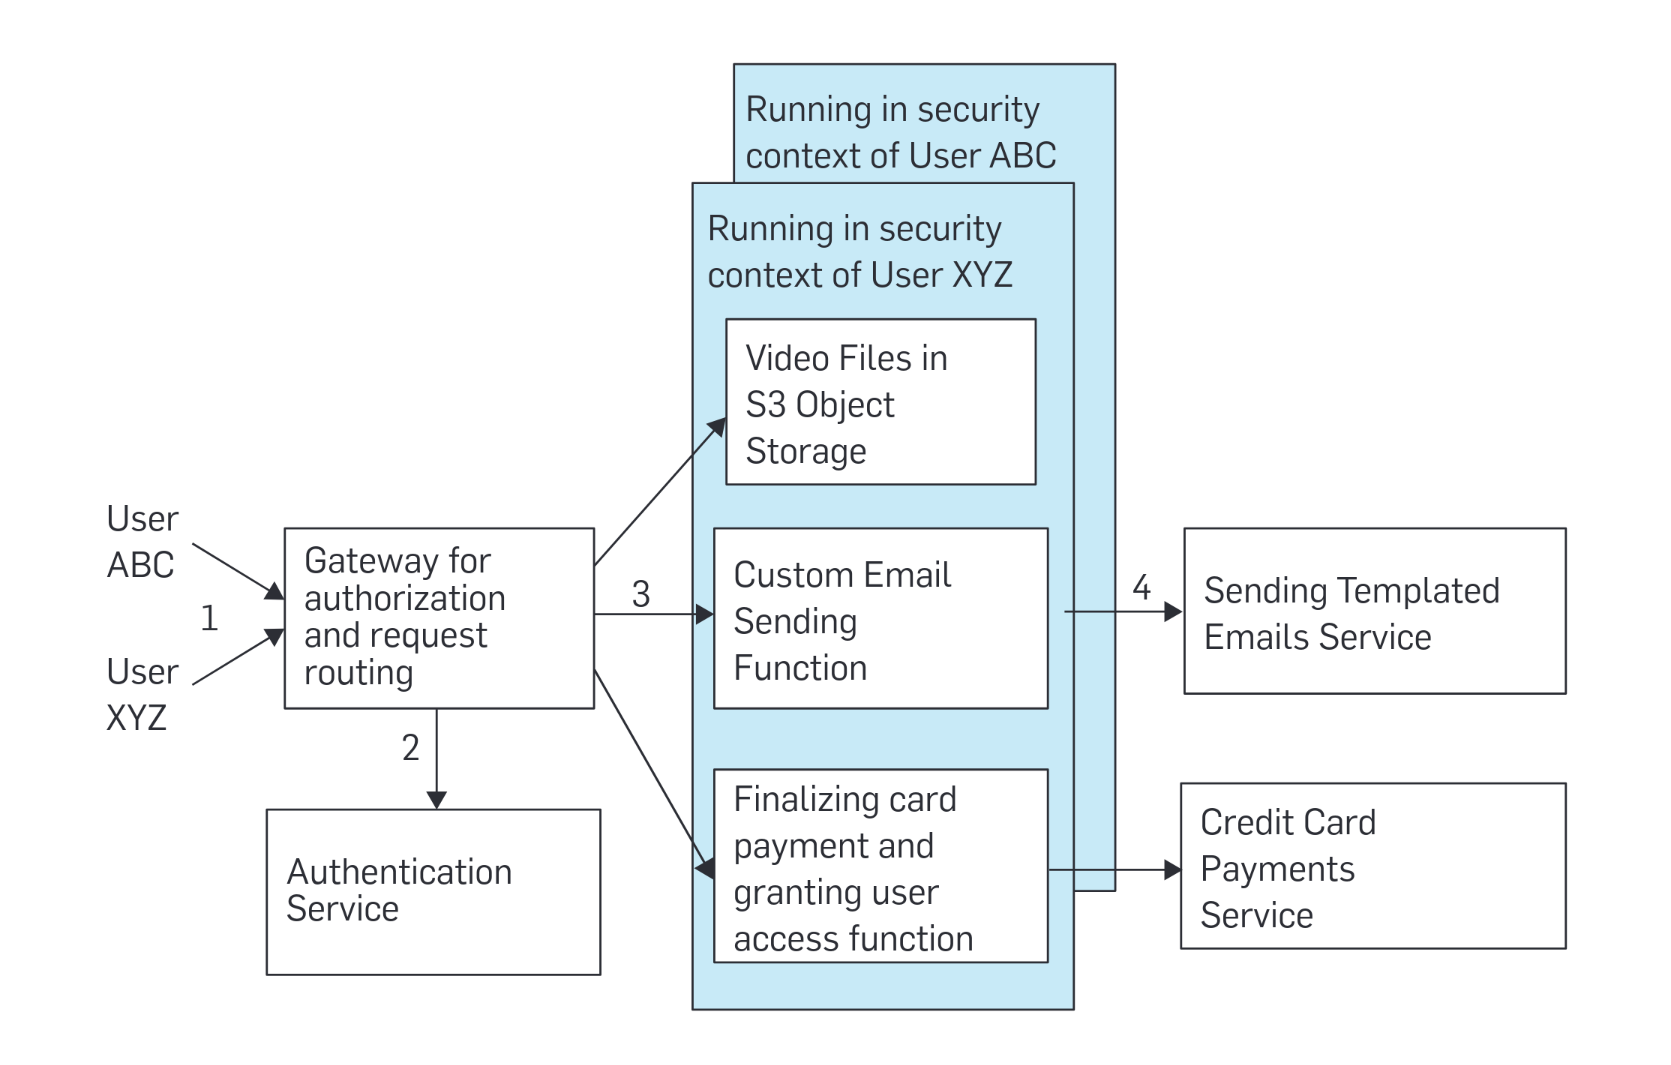 Running in security
context of User ABC
Running in security
context of User XYZ
Video Files in
S3 Object
Storage
User
ABC
1
User
XYZ
Gateway for
authorization
and request
routing
2
Authentication
Service
3
Custom Email
Sending
Function
4
Sending Templated
Emails Service
Finalizing card
payment and
granting user
access function
Credit Card
Payments
Service